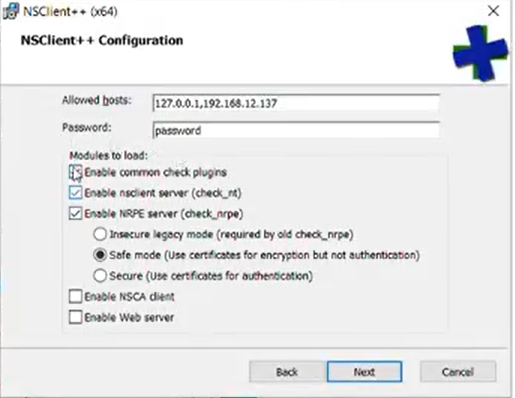 NSClient++ (x64)
NSClient++ Configuration
Allowed hosts: 127.0.0.1,192.168.12.137
Password: password
Modules to load:
Enable common check plugins
Enable nsclient server (check_nt)
Enable NRPE server (check_nrpe)
Insecure legacy mode (required by old check_nrpe)
Safe mode (Use certificates for encryption but not authentication)
Secure (Use certificates for authentication)
Enable NSCA client
Enable Web server
Back Next Cancel